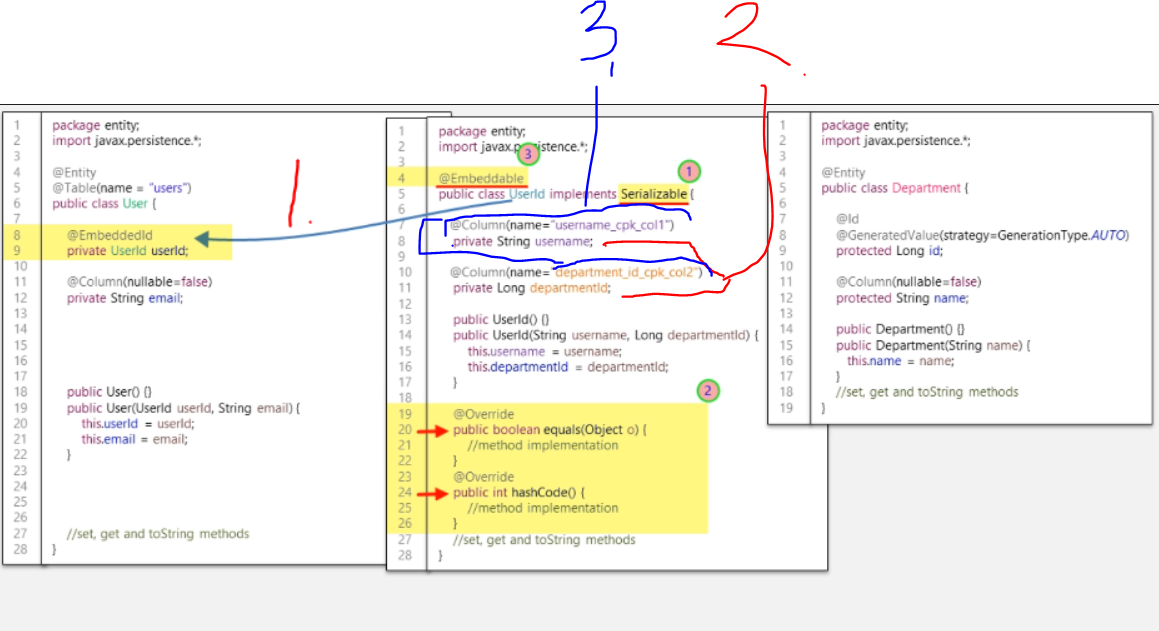 3.
2.
1.
1 package entity;
2 import javax.persistence.*;
3
4 @Entity
5 @Table(name = "users")
6 public class User {
7
8 @EmbeddedId
9 private UserId userId;
10
11 @Column(nullable=false)
12 private String email;
13
14
15
16
17
18 public User() {}
19 public User(UserId userId, String email) {
20 this.userId = userId;
21 this.email = email;
22 }
23
24
25
26
27 //set, get and toString methods
28 }
1 package entity;
2 import javax.persistence.*;
3
3
4 @Embeddable
1
5 public class UserId implements Serializable {
6
7 @Column(name="username_cpk_col1")
8 private String username;
9
10 @Column(name="department_id_cpk_col2")
11 private Long departmentId;
12
13 public UserId() {}
14 public UserId(String username, Long departmentId) {
15 this.username = username;
16 this.departmentId = departmentId;
17 }
18
2
19 @Override
20 public boolean equals(Object o) {
21 //method implementation
22 }
23 @Override
24 public int hashCode() {
25 //method implementation
26 }
27 //set, get and toString methods
28 }
1 package entity;
2 import javax.persistence.*;
3
4 @Entity
5 public class Department {
6
7 @Id
8 @GeneratedValue(strategy=GenerationType.AUTO)
9 protected Long id;
10
11 @Column(nullable=false)
12 protected String name;
13
14 public Department() {}
15 public Department(String name) {
16 this.name = name;
17 }
18 //set, get and toString methods
19 }